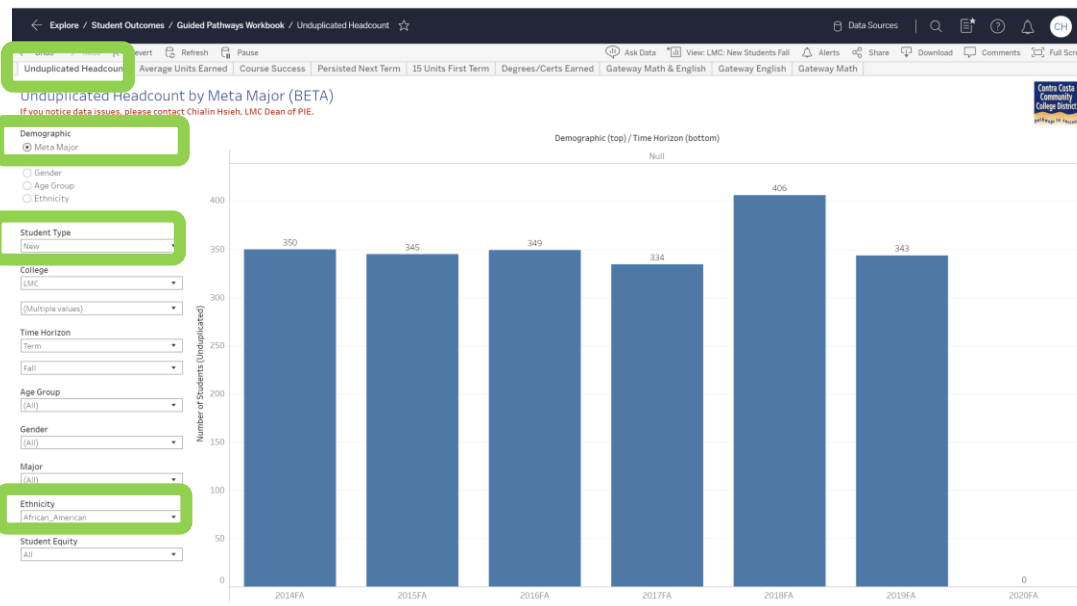 Explore / Student Outcomes / Guided Pathways Workbook / Unduplicated Headcount
Data Sources
CH
Refresh
Pause
Ask Data
View: LMC: New Students Fall
Alerts
Share
Download
Comments
Full Scre
Unduplicated Headcoun
Average Units Earned
Course Success
Persisted Next Term
15 Units First Term
Degrees/Certs Earned
Gateway Math & English
Gateway English
Gateway Math
Unduplicated Headcount by Meta Major (BETA)
If you notice data issues, please contact Chialin Hsieh, LMC Dean of PIE.
Contra Costa
Community
College District
Demographic
Meta Major
Gender
Age Group
Ethnicity
Student Type
New
College
LMC
(Multiple values)
Time Horizon
Term
Fall
Age Group
(All)
Gender
(All)
Major
(All)
Ethnicity
African_American
Student Equity
All
Demographic (top) / Time Horizon (bottom)
Null
Number of Students (Unduplicated)
400
350
300
250
200
150
100
50
0
350
345
349
334
406
343
0
2014FA
2015FA
2016FA
2017FA
2018FA
2019FA
2020FA